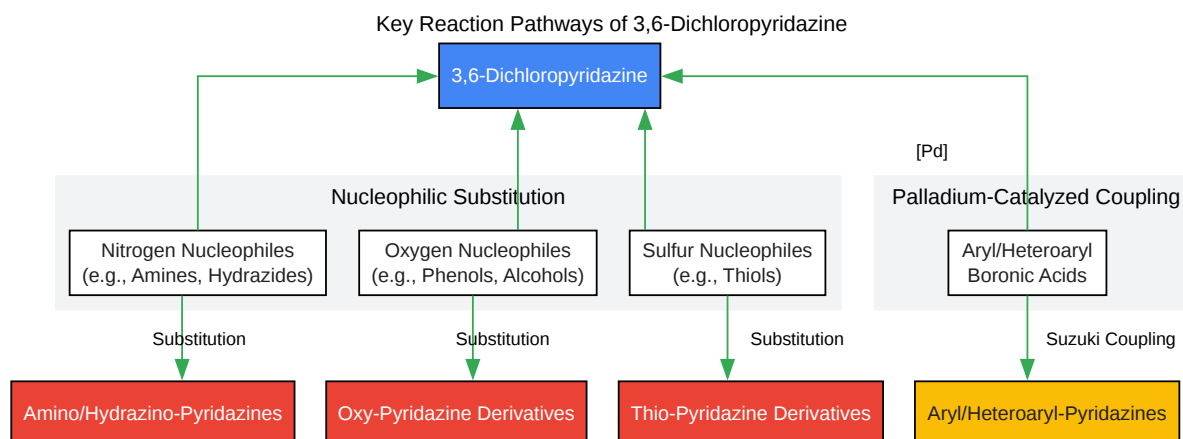 Key Reaction Pathways of 3,6-Dichloropyridazine
3,6-Dichloropyridazine
[Pd]
Nucleophilic Substitution
Palladium-Catalyzed Coupling
Nitrogen Nucleophiles
(e.g., Amines, Hydrazides)
Oxygen Nucleophiles
(e.g., Phenols, Alcohols)
Sulfur Nucleophiles
(e.g., Thiols)
Aryl/Heteroaryl
Boronic Acids
Substitution
Substitution
Substitution
Suzuki Coupling
Amino/Hydrazino-Pyridazines
Oxy-Pyridazine Derivatives
Thio-Pyridazine Derivatives
Aryl/Heteroaryl-Pyridazines